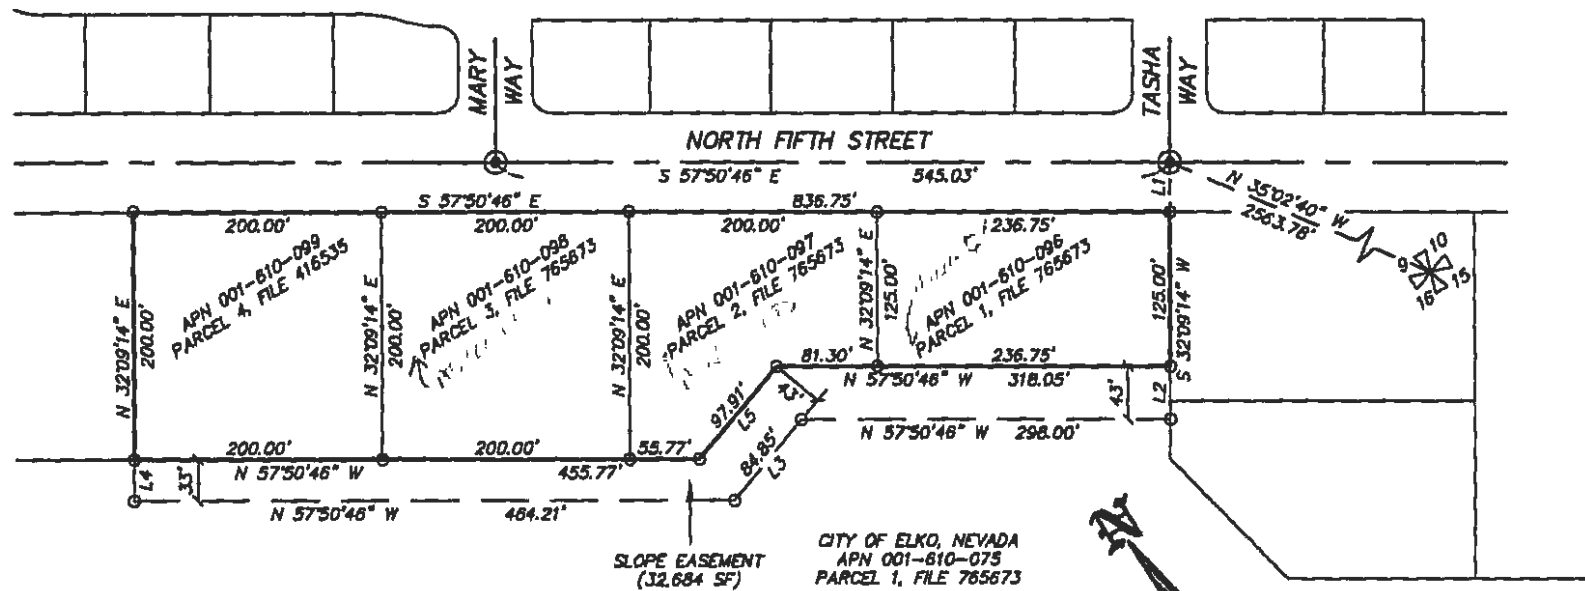 MARY
WAY
TASHA
WAY
NORTH FIFTH STREET
S 57°50'46" E 545.03'
L1
N 35°02'40" W
2563.78'
9 10
16 15
S 57°50'46" E 836.75'
200.00' 200.00' 200.00' 236.75'
N 32°09'14" E
200.00'
APN 001-610-099
PARCEL 4, FILE 416535
N 32°09'14" E
200.00'
APN 001-610-098
PARCEL 3, FILE 765673
N 32°09'14" E
200.00'
APN 001-610-097
PARCEL 2, FILE 765673
N 32°09'14" E
125.00'
APN 001-610-096
PARCEL 1, FILE 765673
125.00'
S 32°09'14" W
81.30' 236.75'
N 57°50'46" W 318.05'
43'
L2
43'
97.91'
L5
84.85'
L3
N 57°50'46" W 298.00'
200.00' 200.00' 55.77'
N 57°50'46" W 455.77'
L4
33'
N 57°50'46" W 464.21'
SLOPE EASEMENT
(32,684 SF)
CITY OF ELKO, NEVADA
APN 001-610-075
PARCEL 1, FILE 765673
N